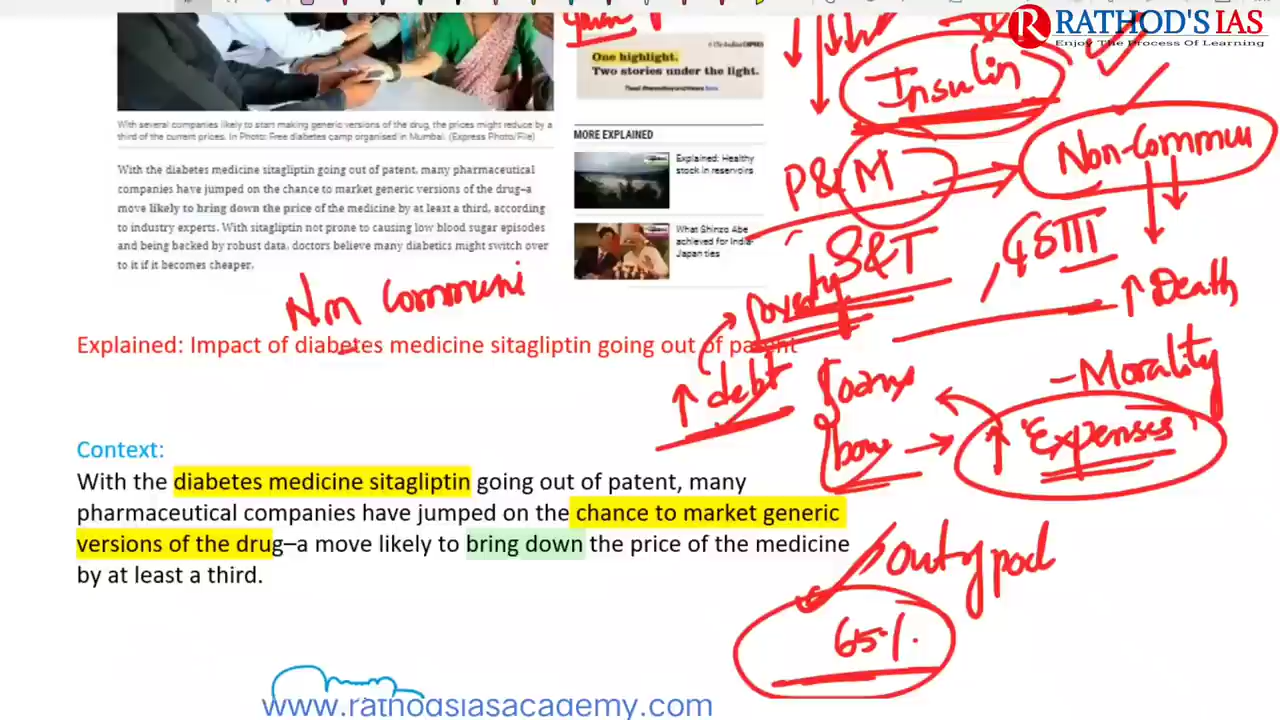 RATHOD'S IAS
Enjoy The Process Of Learning
One highlight.
Two stories under the light.
With several companies likely to start making generic versions of the drug, the prices might reduce by a
third of the current prices. In Photo: Free diabetes camp organised in Mumbai. (Express Photo/File)
With the diabetes medicine sitagliptin going out of patent, many pharmaceutical
companies have jumped on the chance to market generic versions of the drug–a
move likely to bring down the price of the medicine by at least a third, according
to industry experts. With sitagliptin not prone to causing low blood sugar episodes
and being backed by robust data, doctors believe many diabetics might switch over
to it if it becomes cheaper.
MORE EXPLAINED
Explained: Healthy
stock in reservoirs
What Shinzo Abe
achieved for India-
Japan ties
Insulin
P&M
Non-Commun
S&T
GSIII
poverty
↑ Death
Non Communi
Explained: Impact of diabetes medicine sitagliptin going out of patent
↑ debt
loans
- Morality
borr
↑ Expenses
Context:
With the diabetes medicine sitagliptin going out of patent, many
pharmaceutical companies have jumped on the chance to market generic
versions of the drug–a move likely to bring down the price of the medicine
by at least a third.
out of pock
65%.
www.rathodsiasacademy.com